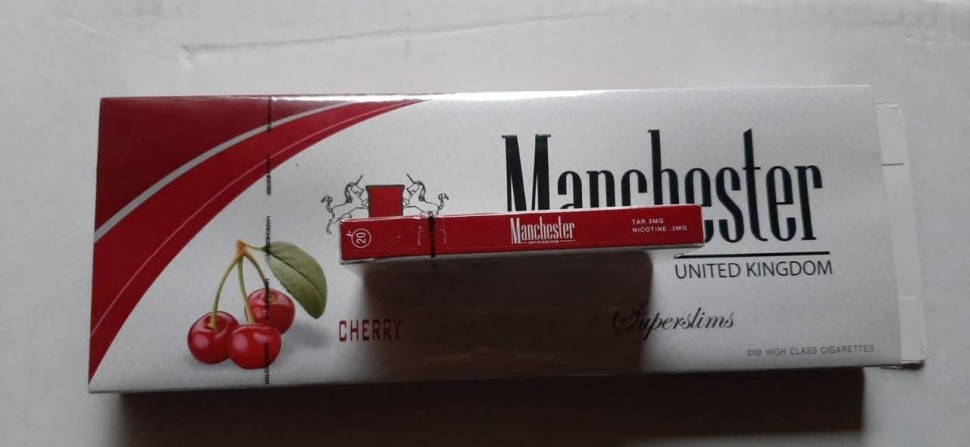 Manchester
UNITED KINGDOM
20
Manchester
TAR 3MG
NICOTINE .3MG
CHERRY
Superslims
200 HIGH CLASS CIGARETTES